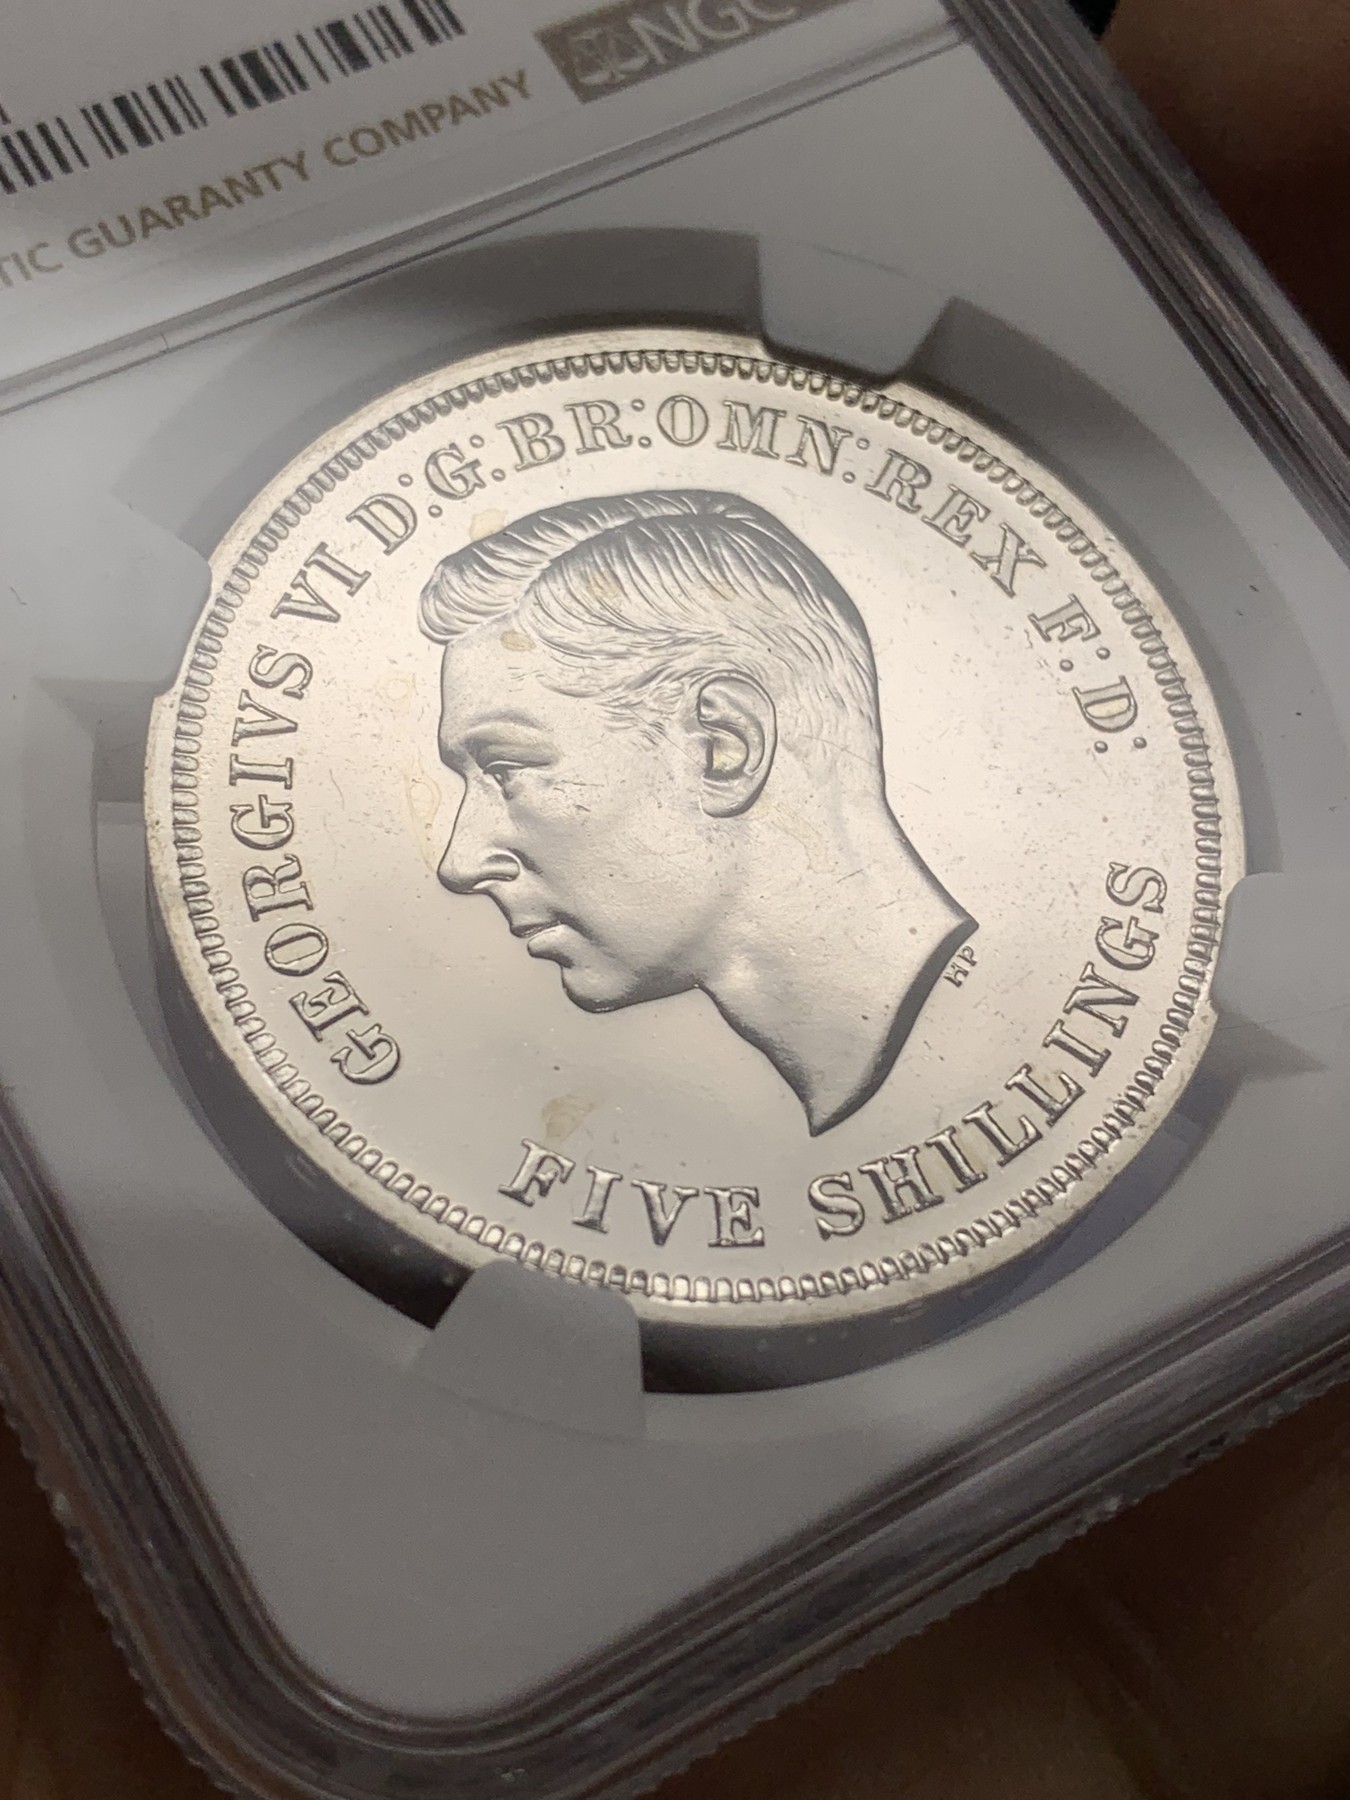 NGC
TIC GUARANTY COMPANY
GEORGIVS VI D:G:BR:OMN:REX F:D:
HP
FIVE SHILLINGS